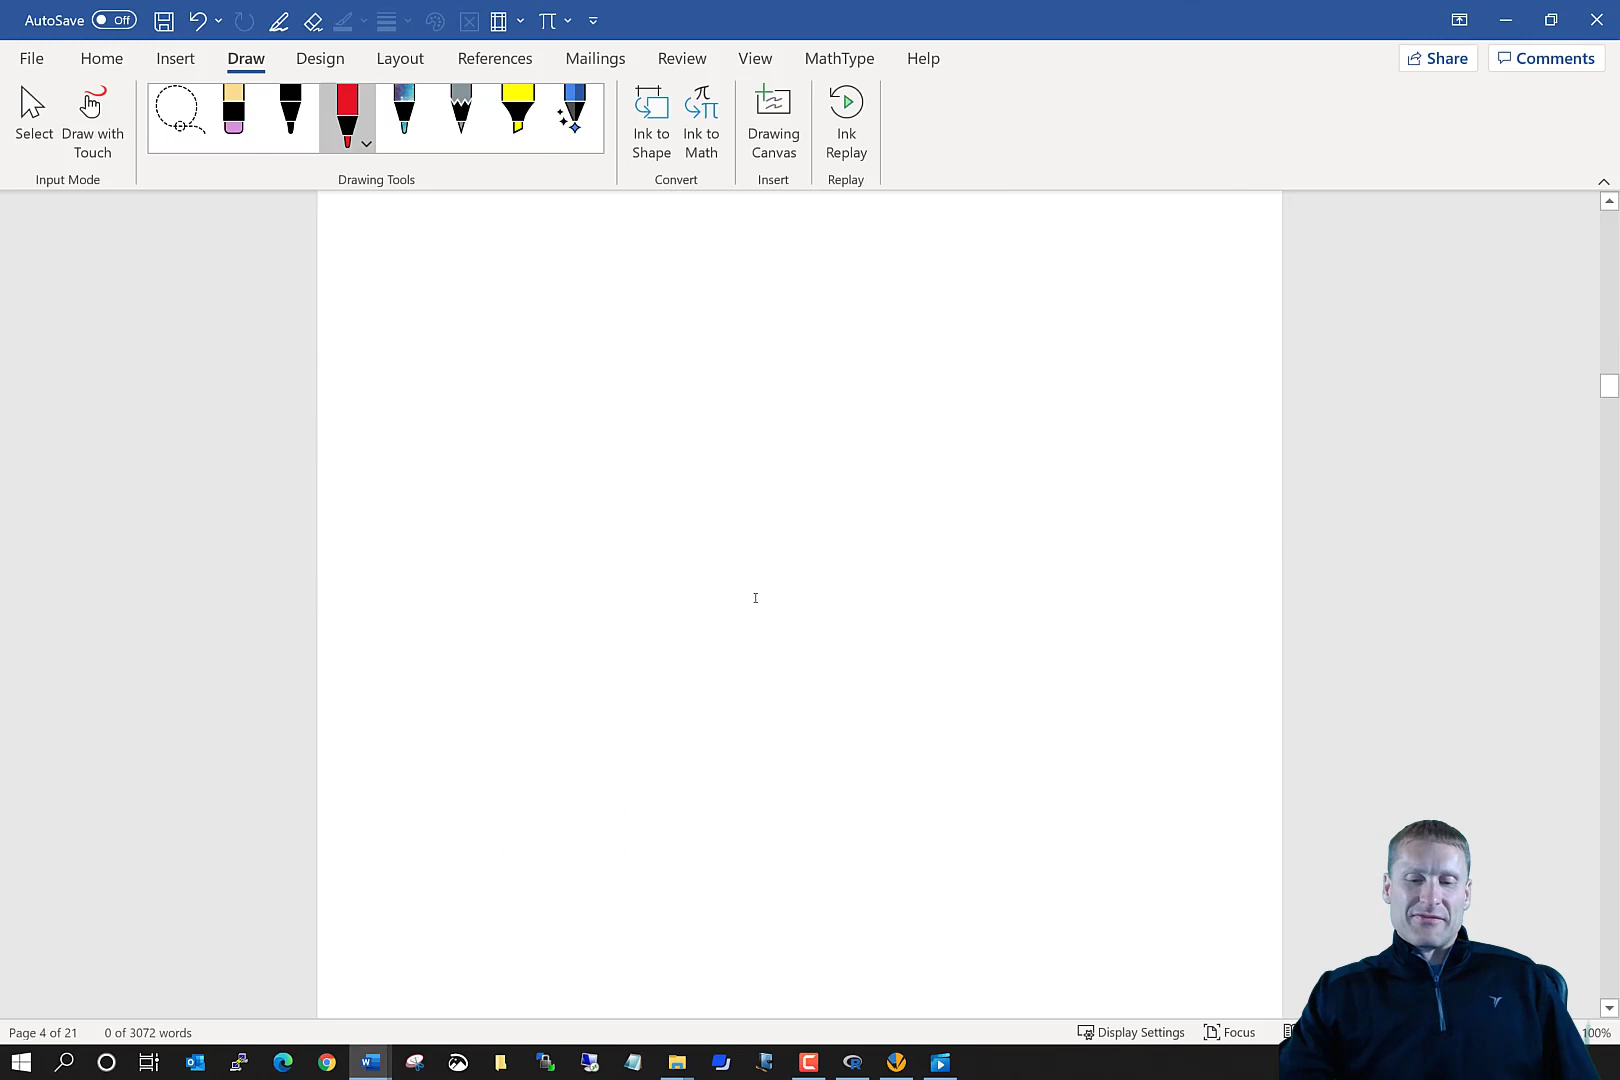 AutoSave Off
File Home Insert Draw Design Layout References Mailings Review View MathType Help Share Comments
Select Draw with Touch Ink to Shape Ink to Math Drawing Canvas Ink Replay
Input Mode Drawing Tools Convert Insert Replay
Page 4 of 21 0 of 3072 words Display Settings Focus 100%